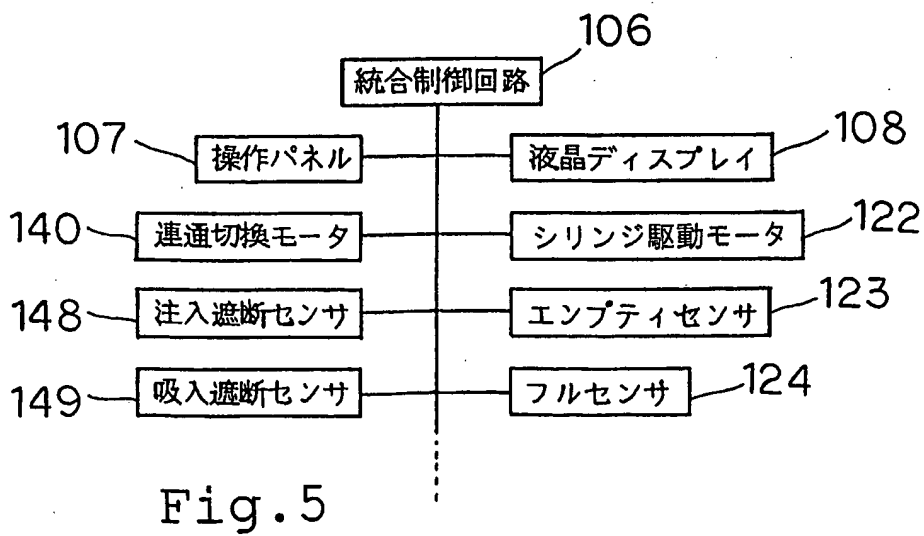 106
統合制御回路
107
操作パネル
液晶ディスプレイ
108
140
連通切換モータ
シリンジ駆動モータ
122
148
注入遮断センサ
エンプティセンサ
123
149
吸入遮断センサ
フルセンサ
124
Fig.5